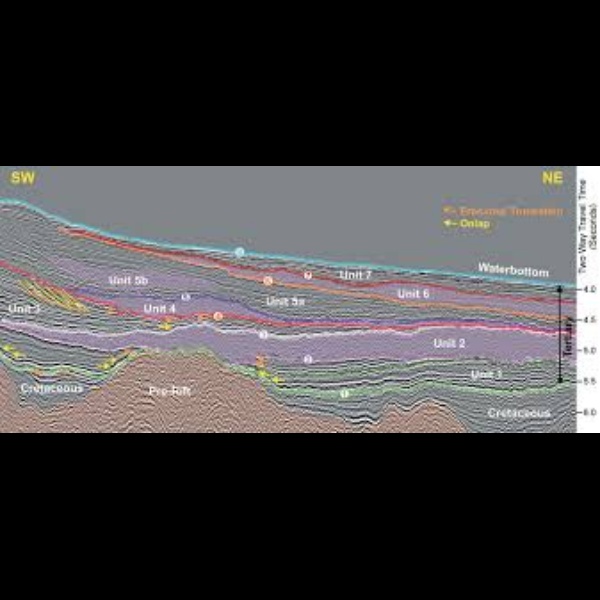 SW
NE
Erosional Truncation
Onlap
Two Way Travel Time
(Seconds)
Waterbottom
7
Unit 7
Unit 5b
Unit 6
4.0
Unit 5a
Unit 3
Unit 4
4.5
Unit 2
Tertiary
5.0
Unit 1
5.5
Cretaceous
Pre-Rift
1
Cretaceous
6.0